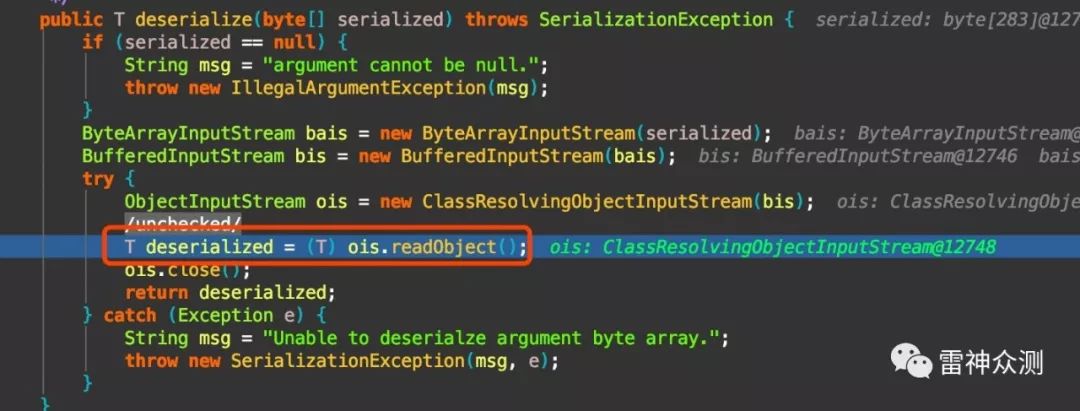 */
public T deserialize(byte[] serialized) throws SerializationException {  serialized: byte[283]@127
if (serialized == null) {
String msg = "argument cannot be null.";
throw new IllegalArgumentException(msg);
}
ByteArrayInputStream bais = new ByteArrayInputStream(serialized);  bais: ByteArrayInputStream@
BufferedInputStream bis = new BufferedInputStream(bais);  bis: BufferedInputStream@12746  bais
try {
ObjectInputStream ois = new ClassResolvingObjectInputStream(bis);  ois: ClassResolvingObje
/unchecked/
T deserialized = (T) ois.readObject();  ois: ClassResolvingObjectInputStream@12748
ois.close();
return deserialized;
} catch (Exception e) {
String msg = "Unable to deserialze argument byte array.";
throw new SerializationException(msg, e);
}
}
雷神众测